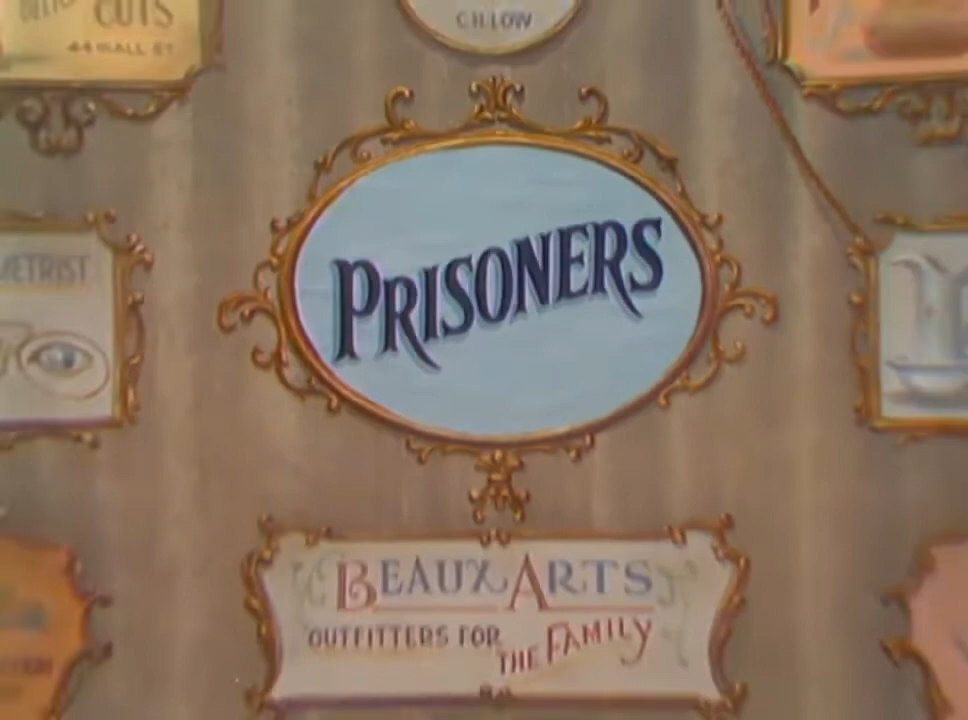 CUTS
44 WALL ST.
C.H. LOW
PRISONERS
BEAUX ARTS
OUTFITTERS FOR
THE FAMILY